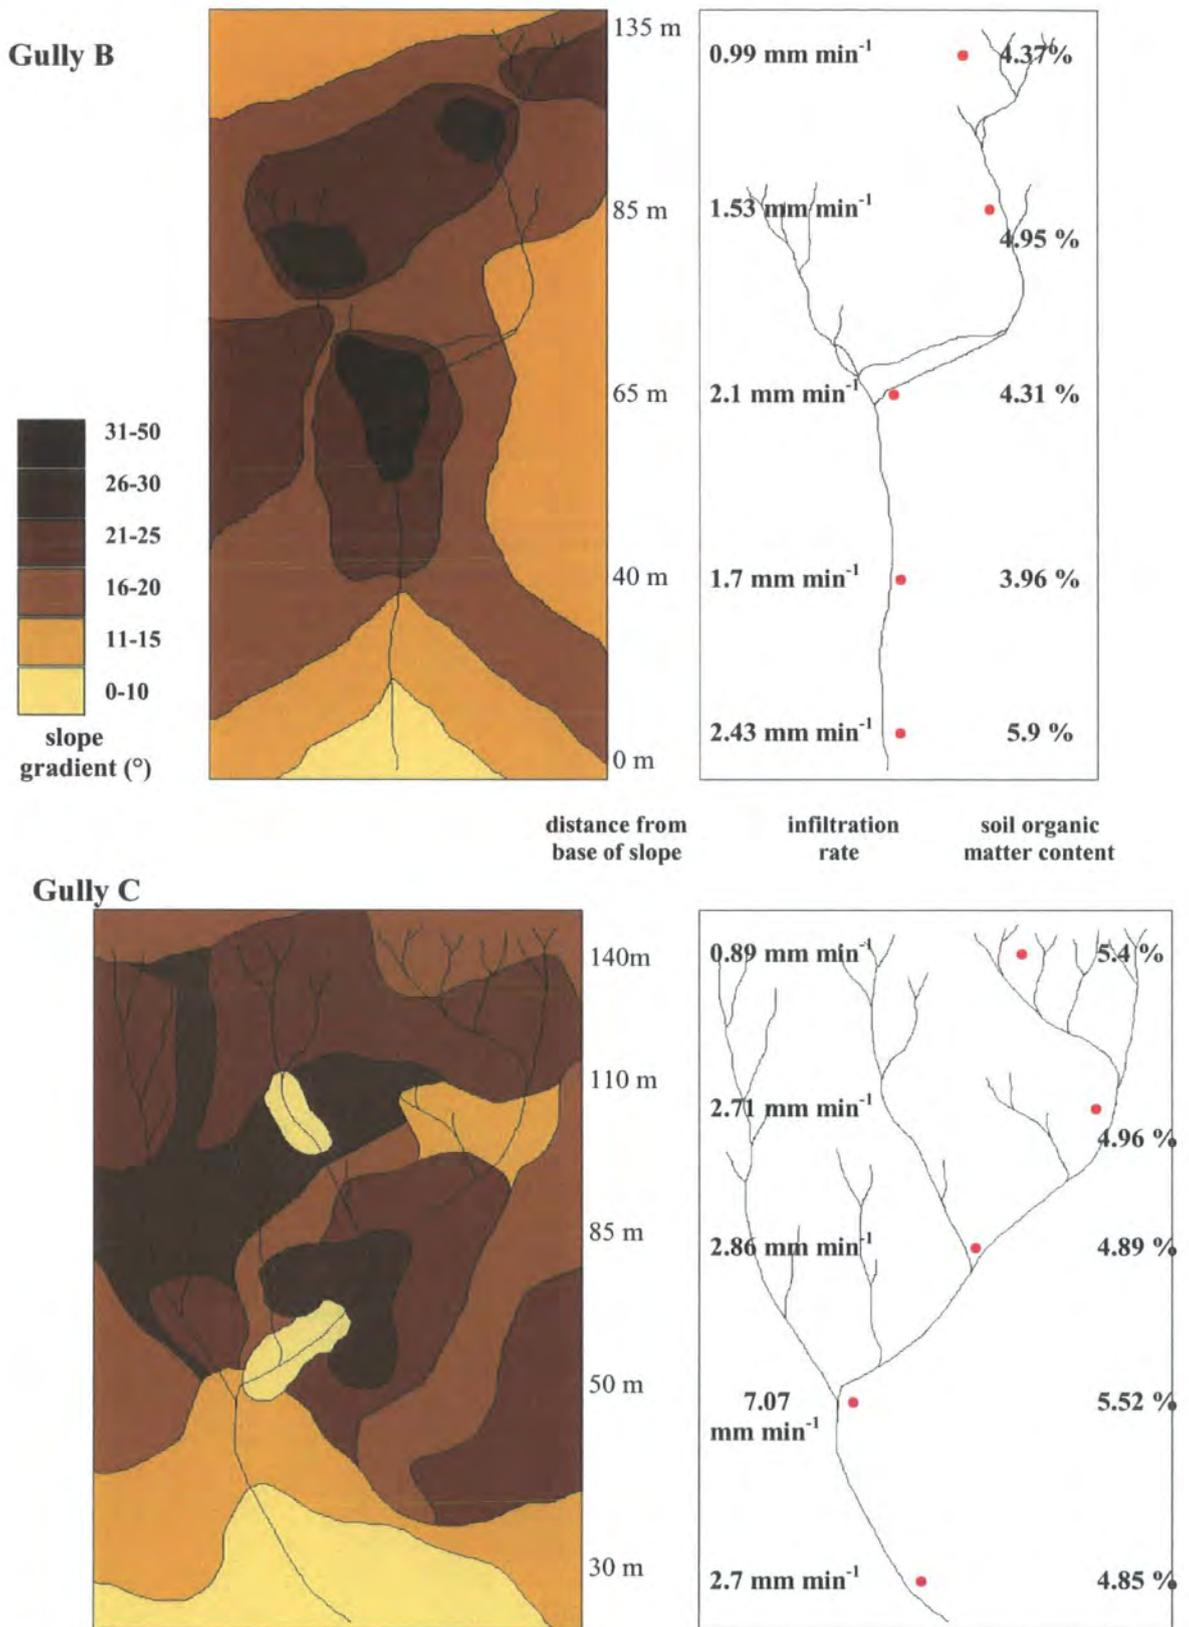 Gully B
135 m
0.99 mm min⁻¹
4.37%
85 m
1.53 mm min⁻¹
4.95 %
65 m
2.1 mm min⁻¹
4.31 %
31-50
26-30
21-25
16-20
11-15
0-10
slope
gradient (°)
40 m
1.7 mm min⁻¹
3.96 %
0 m
2.43 mm min⁻¹
5.9 %
distance from
base of slope
infiltration
rate
soil organic
matter content
Gully C
140m
0.89 mm min⁻¹
5.4 %
110 m
2.71 mm min⁻¹
4.96 %
85 m
2.86 mm min⁻¹
4.89 %
50 m
7.07
mm min⁻¹
5.52 %
30 m
2.7 mm min⁻¹
4.85 %